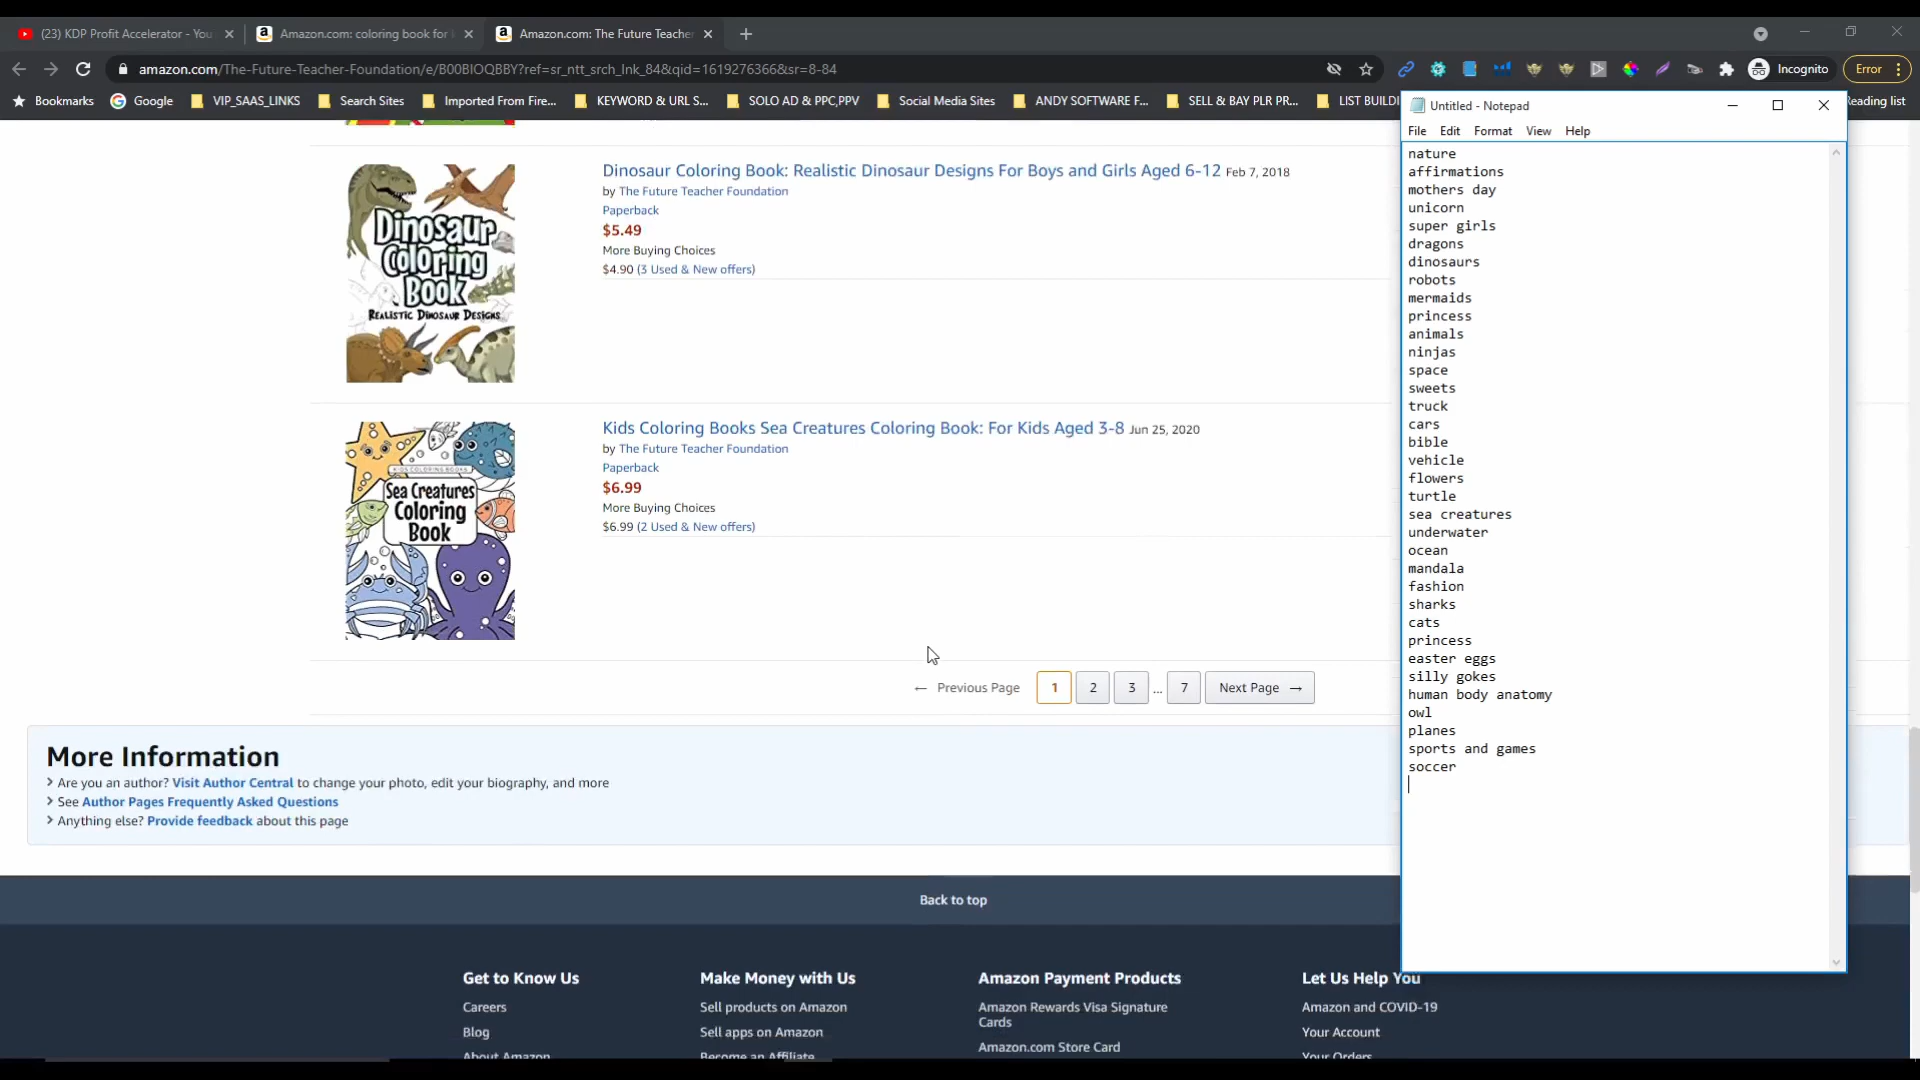 (23) KDP Profit Accelerator - You
Amazon.com: coloring book for
Amazon.com: The Future Teacher
amazon.com/The-Future-Teacher-Foundation/e/B00BIOQBBY?ref=sr_ntt_srch_lnk_84&qid=1619276366&sr=8-84
Incognito
Error
Bookmarks
Google
VIP_SAAS_LINKS
Search Sites
Imported From Fire...
KEYWORD & URL S...
SOLO AD & PPC,PPV
Social Media Sites
ANDY SOFTWARE F...
SELL & BAY PLR PR...
LIST BUILDI
Reading list
Dinosaur Coloring Book: Realistic Dinosaur Designs For Boys and Girls Aged 6-12 Feb 7, 2018
by The Future Teacher Foundation
Paperback
$5.49
More Buying Choices
$4.90 (3 Used & New offers)
Dinosaur
Coloring
Book
Realistic Dinosaur Designs
Kids Coloring Books Sea Creatures Coloring Book: For Kids Aged 3-8 Jun 25, 2020
by The Future Teacher Foundation
Paperback
$6.99
More Buying Choices
$6.99 (2 Used & New offers)
KIDS COLORING BOOKS
Sea Creatures
Coloring
Book
← Previous Page 1 2 3 ... 7 Next Page →
More Information
Are you an author? Visit Author Central to change your photo, edit your biography, and more
See Author Pages Frequently Asked Questions
Anything else? Provide feedback about this page
Back to top
Get to Know Us
Careers
Blog
About Amazon
Make Money with Us
Sell products on Amazon
Sell apps on Amazon
Become an Affiliate
Amazon Payment Products
Amazon Rewards Visa Signature
Cards
Amazon.com Store Card
Let Us Help You
Amazon and COVID-19
Your Account
Your Orders
Untitled - Notepad
File Edit Format View Help
nature
affirmations
mothers day
unicorn
super girls
dragons
dinosaurs
robots
mermaids
princess
animals
ninjas
space
sweets
truck
cars
bible
vehicle
flowers
turtle
sea creatures
underwater
ocean
mandala
fashion
sharks
cats
princess
easter eggs
silly gokes
human body anatomy
owl
planes
sports and games
soccer